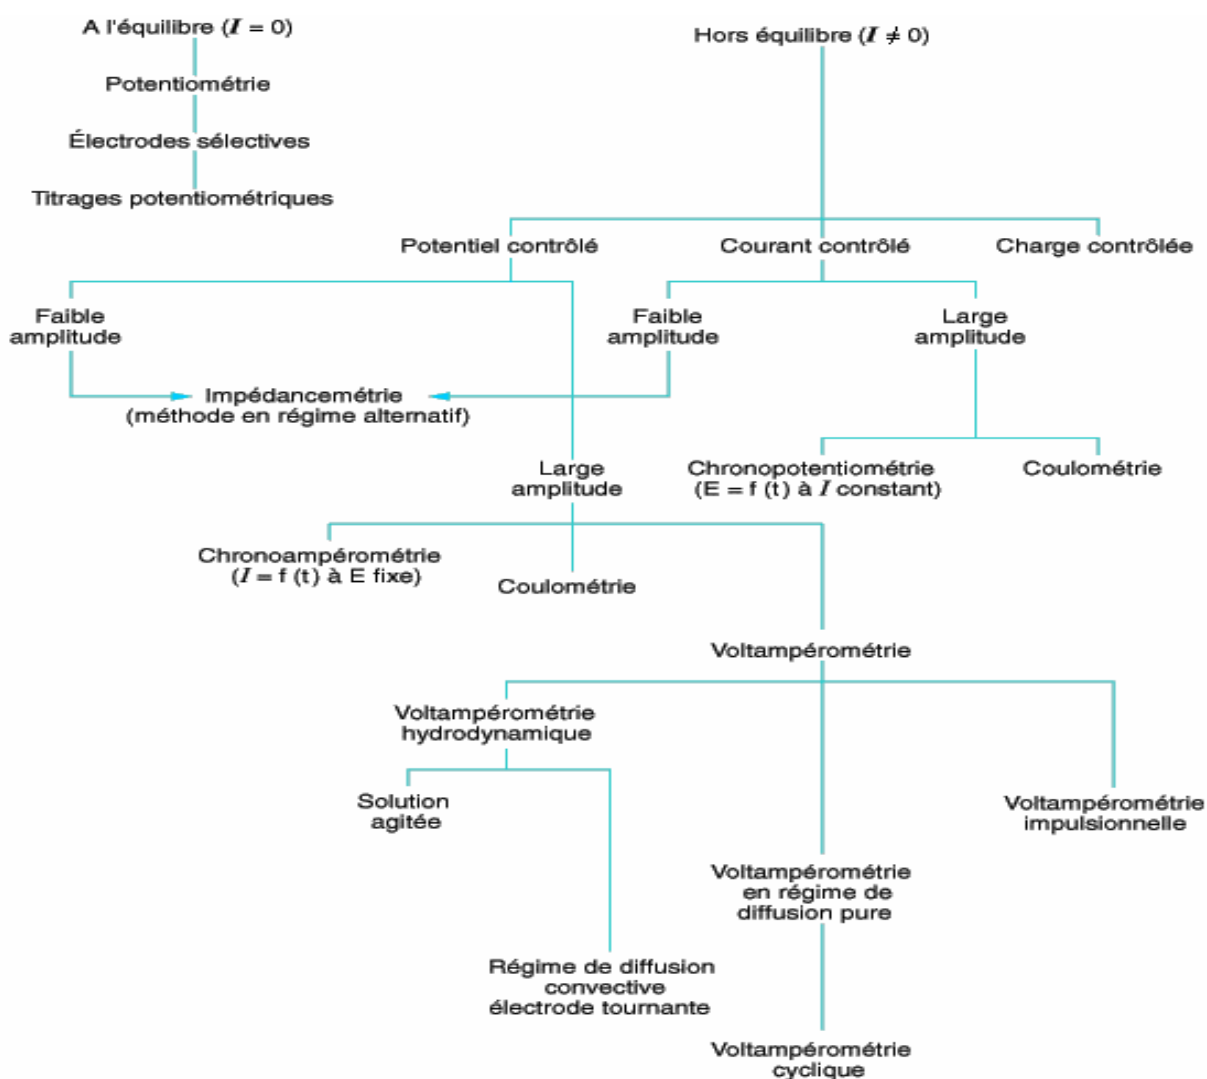 A l'équilibre (I = 0)
Hors équilibre (I ≠ 0)
Potentiométrie
Électrodes sélectives
Titrages potentiométriques
Potentiel contrôlé
Courant contrôlé
Charge contrôlée
Faible
amplitude
Faible
amplitude
Large
amplitude
Impédancemétrie
(méthode en régime alternatif)
Large
amplitude
Chronopotentiométrie
(E = f (t) à I constant)
Coulométrie
Chronoampérométrie
(I = f (t) à E fixe)
Coulométrie
Voltampérométrie
Voltampérométrie
hydrodynamique
Solution
agitée
Voltampérométrie
impulsionnelle
Voltampérométrie
en régime de
diffusion pure
Régime de diffusion
convective
électrode tournante
Voltampérométrie
cyclique